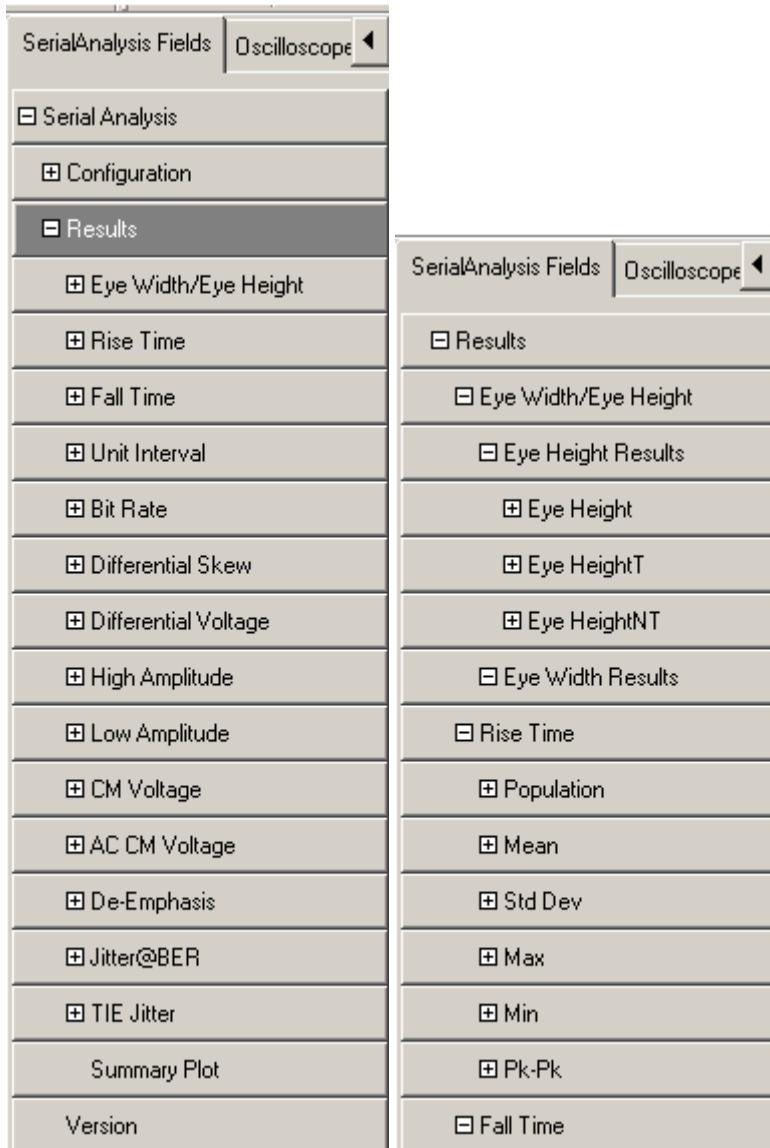 SerialAnalysis Fields
Oscilloscope
Serial Analysis
Configuration
Results
Eye Width/Eye Height
Rise Time
Fall Time
Unit Interval
Bit Rate
Differential Skew
Differential Voltage
High Amplitude
Low Amplitude
CM Voltage
AC CM Voltage
De-Emphasis
Jitter@BER
TIE Jitter
Summary Plot
Version
SerialAnalysis Fields
Oscilloscope
Results
Eye Width/Eye Height
Eye Height Results
Eye Height
Eye HeightT
Eye HeightNT
Eye Width Results
Rise Time
Population
Mean
Std Dev
Max
Min
Pk-Pk
Fall Time